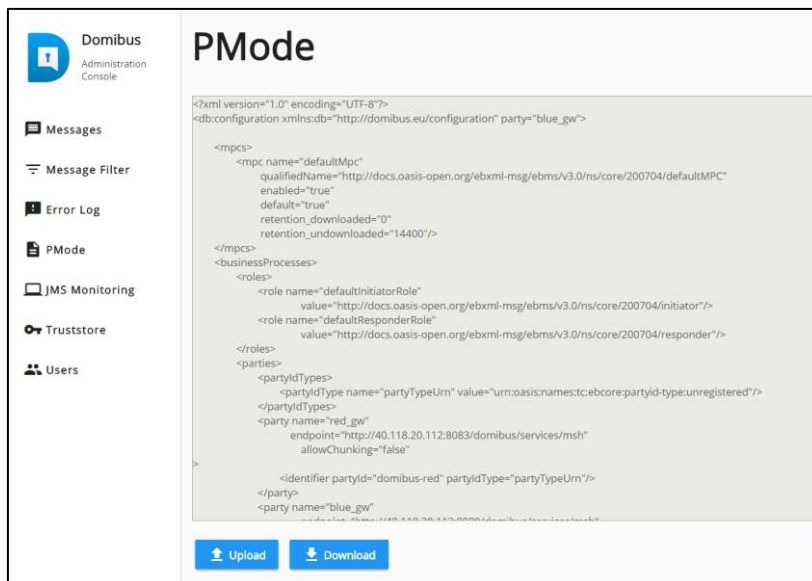 Domibus
Administration
Console
Messages
Message Filter
Error Log
PMode
JMS Monitoring
Truststore
Users
PMode
<?xml version="1.0" encoding="UTF-8"?>
<db:configuration xmlns:db="http://domibus.eu/configuration" party="blue_gw">
<mpcs>
<mpc name="defaultMpc"
qualifiedName="http://docs.oasis-open.org/ebxml-msg/ebms/v3.0/ns/core/200704/defaultMPC"
enabled="true"
default="true"
retention_downloaded="0"
retention_undownloaded="14400"/>
</mpcs>
<businessProcesses>
<roles>
<role name="defaultInitiatorRole"
value="http://docs.oasis-open.org/ebxml-msg/ebms/v3.0/ns/core/200704/initiator"/>
<role name="defaultResponderRole"
value="http://docs.oasis-open.org/ebxml-msg/ebms/v3.0/ns/core/200704/responder"/>
</roles>
<parties>
<partyIdTypes>
<partyIdType name="partyTypeUrn" value="urn:oasis:names:tc:ebcore:partyid-type:unregistered"/>
</partyIdTypes>
<party name="red_gw"
endpoint="http://40.118.20.112:8083/domibus/services/msh"
allowChunking="false"
>
<identifier partyId="domibus-red" partyIdType="partyTypeUrn"/>
</party>
<party name="blue_gw"
Upload
Download